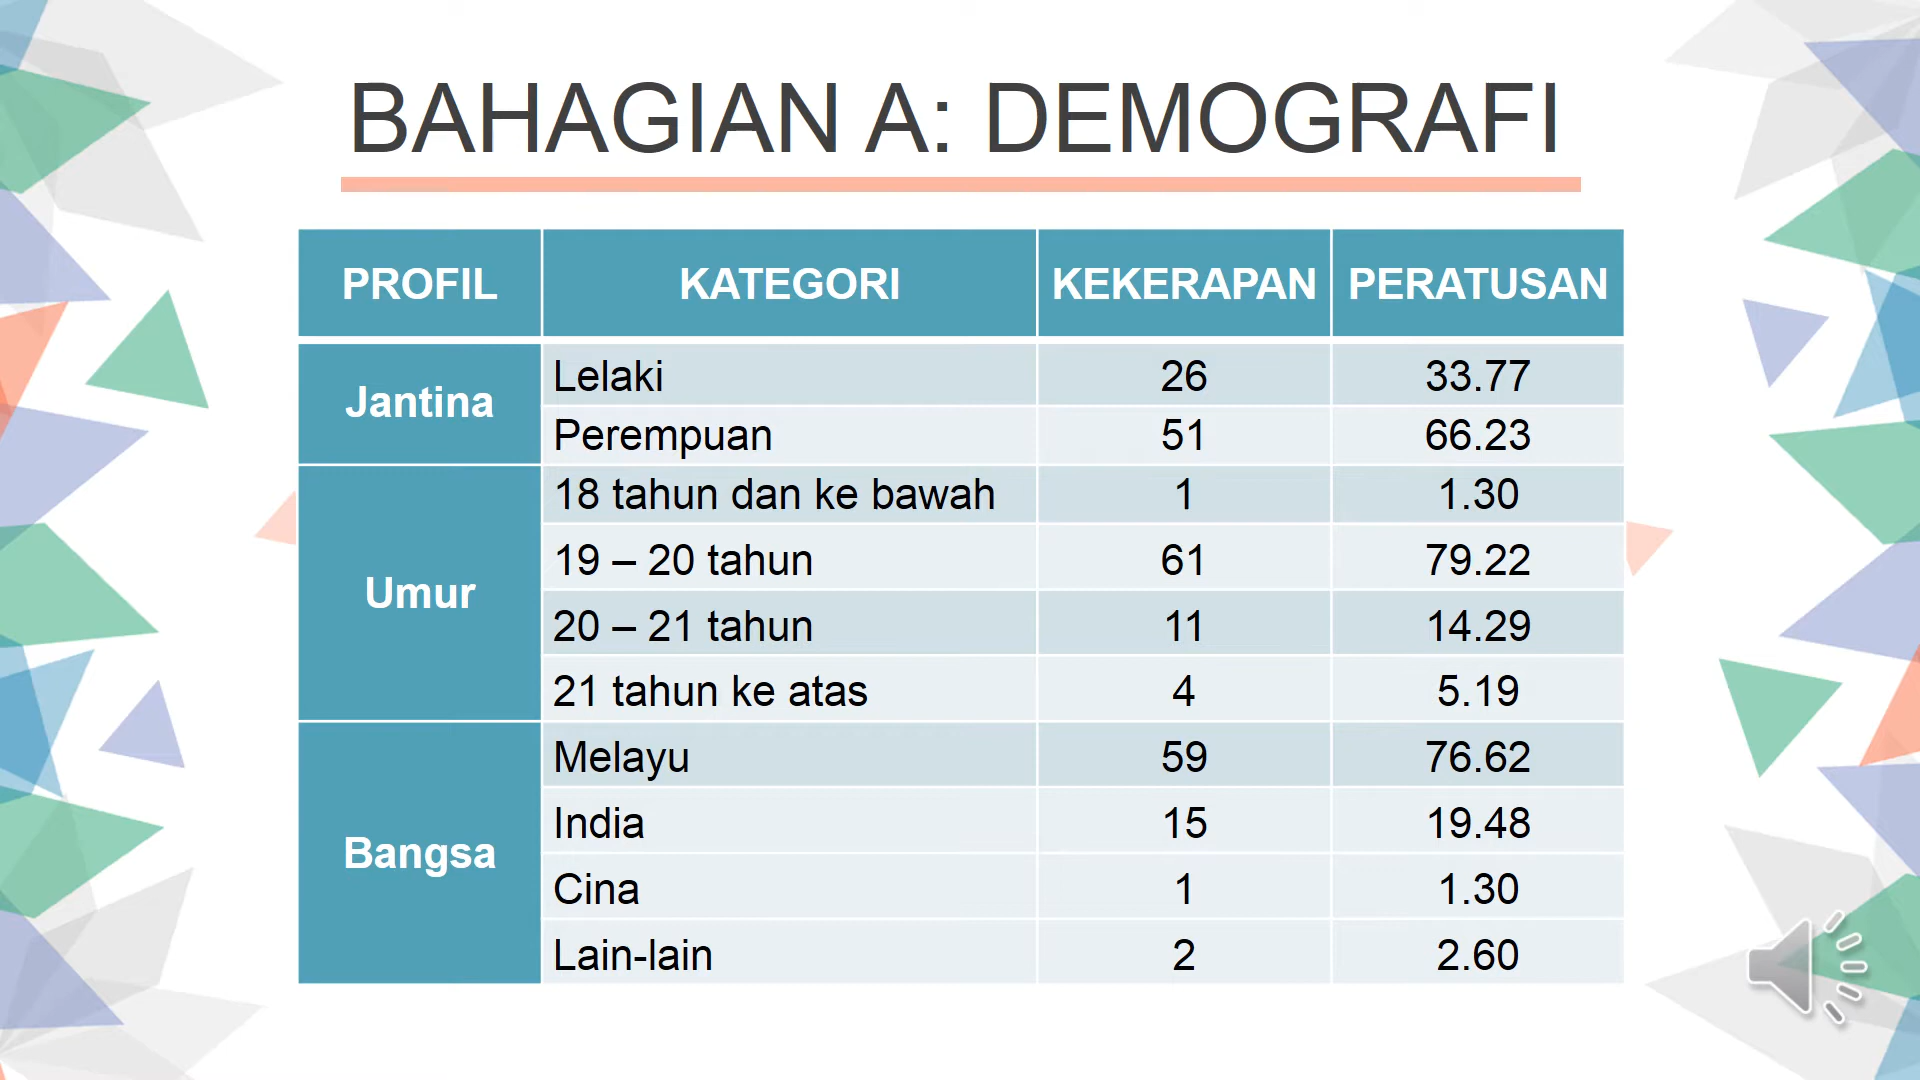 BAHAGIAN A: DEMOGRAFI
PROFIL KATEGORI KEKERAPAN PERATUSAN
Jantina
Lelaki 26 33.77
Perempuan 51 66.23
Umur
18 tahun dan ke bawah 1 1.30
19 – 20 tahun 61 79.22
20 – 21 tahun 11 14.29
21 tahun ke atas 4 5.19
Bangsa
Melayu 59 76.62
India 15 19.48
Cina 1 1.30
Lain-lain 2 2.60